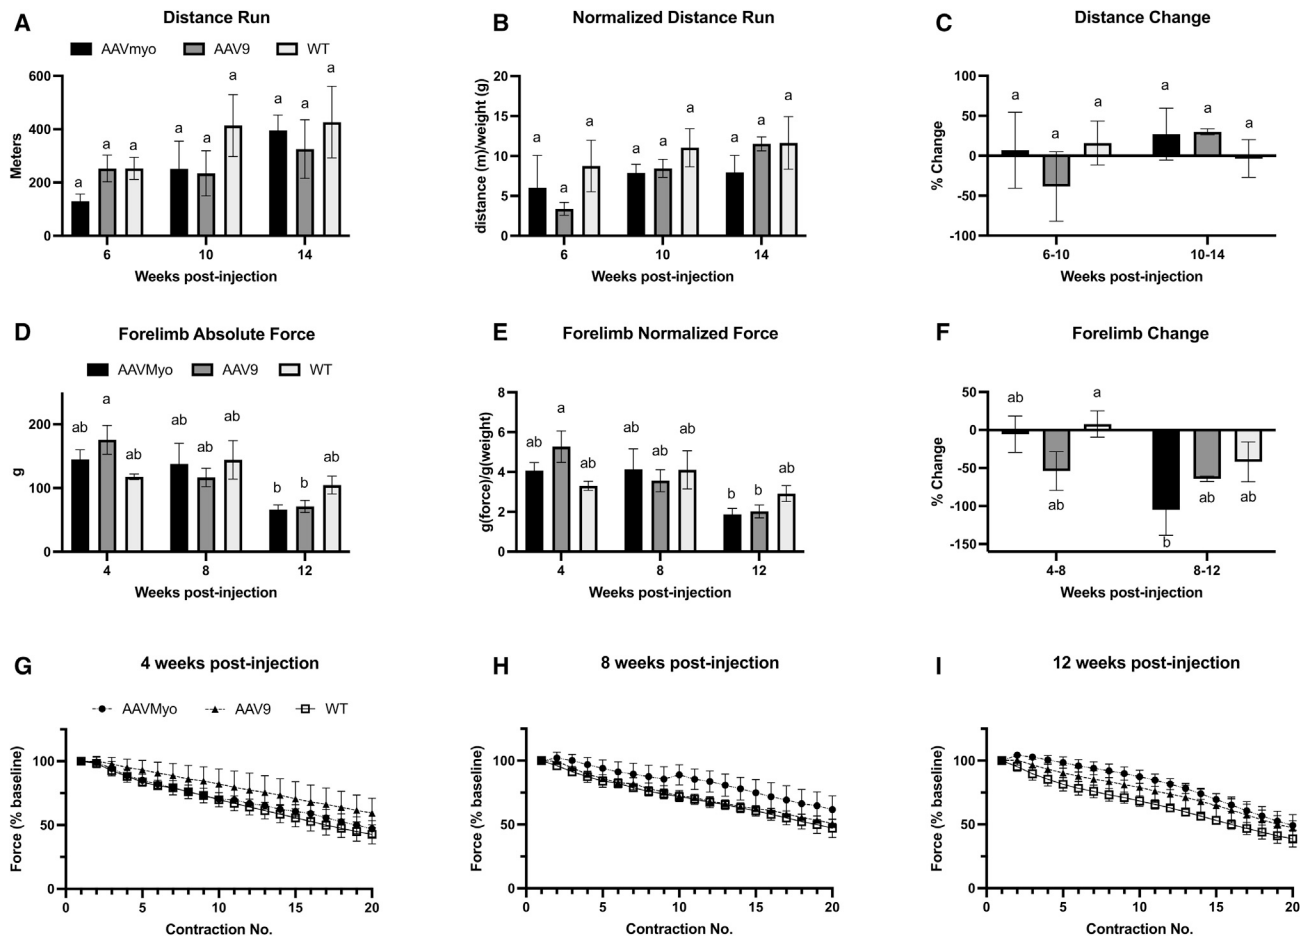 A Distance Run
AAVmyo AAV9 WT
Meters
600
400
200
0
a a a a a a a a a
6 10 14
Weeks post-injection
B Normalized Distance Run
distance (m)/weight (g)
20
15
10
5
0
a a a a a a a a a
6 10 14
Weeks post-injection
C Distance Change
% Change
100
50
0
-50
-100
a a a a a a
6-10 10-14
Weeks post-injection
D Forelimb Absolute Force
AAVMyo AAV9 WT
g
200
100
0
ab a ab ab ab ab b b ab
4 8 12
Weeks post-injection
E Forelimb Normalized Force
g(force)/g(weight)
8
6
4
2
0
ab a ab ab ab ab b b ab
4 8 12
Weeks post-injection
F Forelimb Change
% Change
50
0
-50
-100
-150
ab ab a b ab ab
4-8 8-12
Weeks post-injection
G 4 weeks post-injection
AAVMyo AAV9 WT
Force (% baseline)
100
50
0
0 5 10 15 20
Contraction No.
H 8 weeks post-injection
Force (% baseline)
100
50
0
0 5 10 15 20
Contraction No.
I 12 weeks post-injection
Force (% baseline)
100
50
0
0 5 10 15 20
Contraction No.